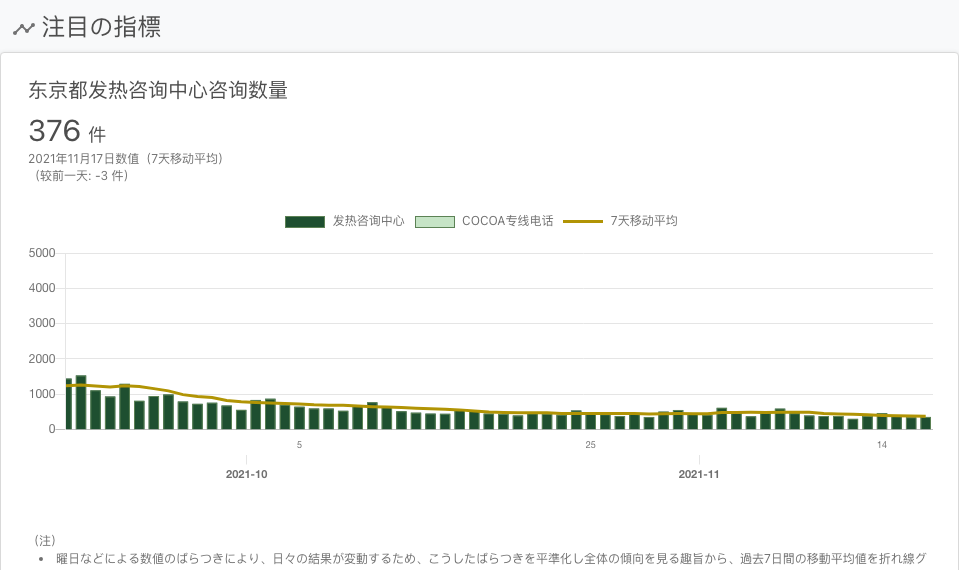 注目の指標
东京都发热咨询中心咨询数量
376 件
2021年11月17日数值（7天移动平均）
（较前一天: -3 件）
发热咨询中心 COCOA专线电话 7天移动平均
5000
4000
3000
2000
1000
0
5 25 14
2021-10 2021-11
（注）
• 曜日などによる数値のばらつきにより、日々の結果が変動するため、こうしたばらつきを平準化し全体の傾向を見る趣旨から、過去7日間の移動平均値を折れ線グ